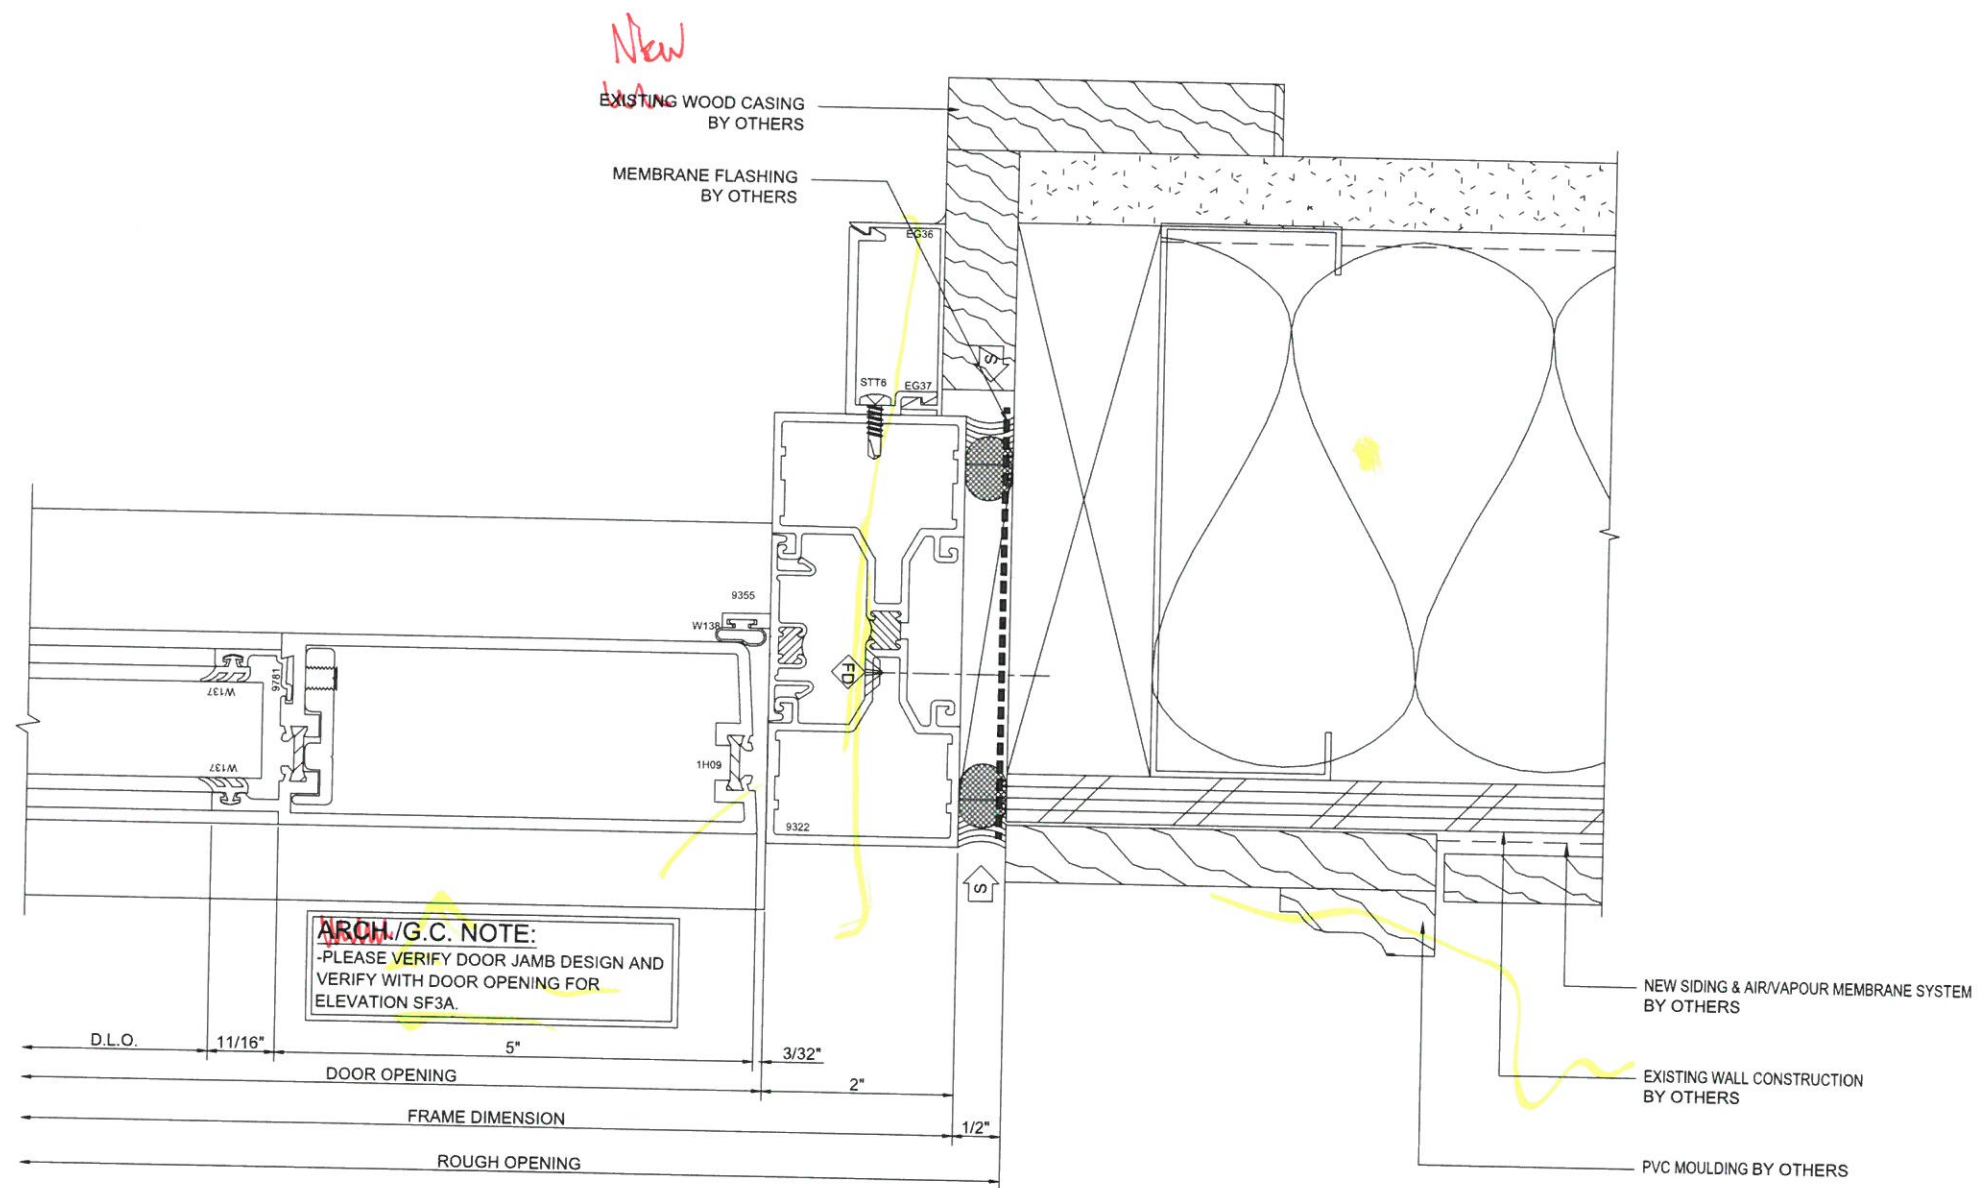 New
EXISTING WOOD CASING
BY OTHERS
MEMBRANE FLASHING
BY OTHERS
EG36
S
STT6
EG37
9355
W138
FD
W137
9781
W137
1H09
9322
S
ARCH./G.C. NOTE:
-PLEASE VERIFY DOOR JAMB DESIGN AND
VERIFY WITH DOOR OPENING FOR
ELEVATION SF3A.
NEW SIDING & AIR/VAPOUR MEMBRANE SYSTEM
BY OTHERS
D.L.O.
11/16"
5"
3/32"
DOOR OPENING
2"
EXISTING WALL CONSTRUCTION
BY OTHERS
FRAME DIMENSION
1/2"
ROUGH OPENING
PVC MOULDING BY OTHERS